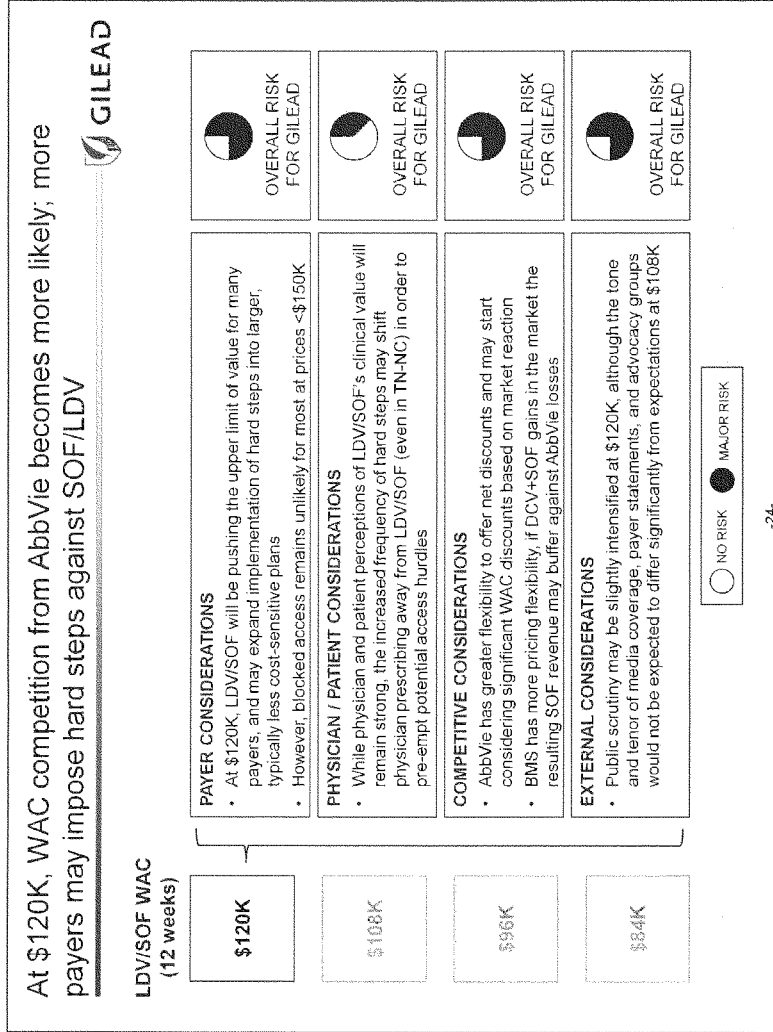 At $120K, WAC competition from AbbVie becomes more likely; more
payers may impose hard steps against SOF/LDV
GILEAD
LDV/SOF WAC
(12 weeks)
$120K
$108K
$96K
$84K
PAYER CONSIDERATIONS
• At $120K, LDV/SOF will be pushing the upper limit of value for many
payers, and may expand implementation of hard steps into larger,
typically less cost-sensitive plans
• However, blocked access remains unlikely for most at prices <$150K
OVERALL RISK
FOR GILEAD
PHYSICIAN / PATIENT CONSIDERATIONS
• While physician and patient perceptions of LDV/SOF's clinical value will
remain strong, the increased frequency of hard steps may shift
physician prescribing away from LDV/SOF (even in TN-NC) in order to
pre-empt potential access hurdles
OVERALL RISK
FOR GILEAD
COMPETITIVE CONSIDERATIONS
• AbbVie has greater flexibility to offer net discounts and may start
considering significant WAC discounts based on market reaction
• BMS has more pricing flexibility, if DCV+SOF gains in the market the
resulting SOF revenue may buffer against AbbVie losses
OVERALL RISK
FOR GILEAD
EXTERNAL CONSIDERATIONS
• Public scrutiny may be slightly intensified at $120K, although the tone
and tenor of media coverage, payer statements, and advocacy groups
would not be expected to differ significantly from expectations at $108K
OVERALL RISK
FOR GILEAD
NO RISK MAJOR RISK
-24-